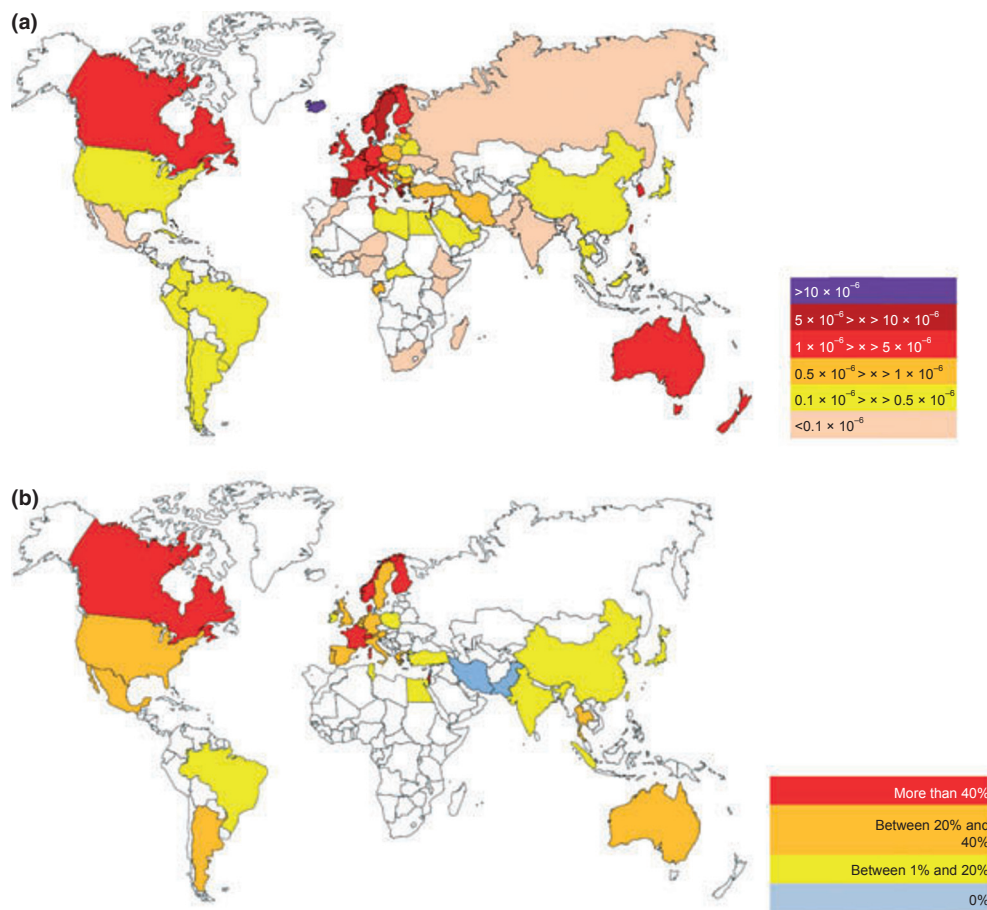 (a)
>10 × 10⁻⁶
5 × 10⁻⁶ > × > 10 × 10⁻⁶
1 × 10⁻⁶ > × > 5 × 10⁻⁶
0.5 × 10⁻⁶ > × > 1 × 10⁻⁶
0.1 × 10⁻⁶ > × > 0.5 × 10⁻⁶
<0.1 × 10⁻⁶
(b)
More than 40%
Between 20% and
40%
Between 1% and 20%
0%